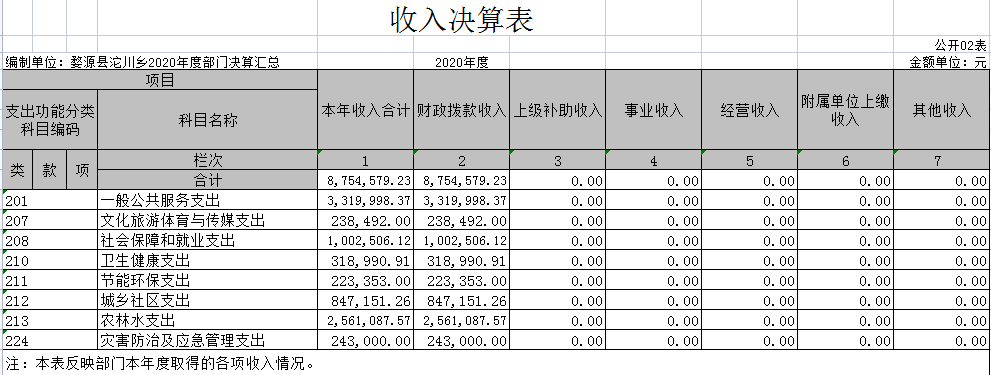 收入决算表
公开02表
编制单位：婺源县沱川乡2020年度部门决算汇总 2020年度 金额单位：元
项目 本年收入合计 财政拨款收入 上级补助收入 事业收入 经营收入 附属单位上缴收入 其他收入
支出功能分类科目编码 科目名称
类 款 项 栏次 1 2 3 4 5 6 7
合计 8,754,579.23 8,754,579.23 0.00 0.00 0.00 0.00 0.00
201 一般公共服务支出 3,319,998.37 3,319,998.37 0.00 0.00 0.00 0.00 0.00
207 文化旅游体育与传媒支出 238,492.00 238,492.00 0.00 0.00 0.00 0.00 0.00
208 社会保障和就业支出 1,002,506.12 1,002,506.12 0.00 0.00 0.00 0.00 0.00
210 卫生健康支出 318,990.91 318,990.91 0.00 0.00 0.00 0.00 0.00
211 节能环保支出 223,353.00 223,353.00 0.00 0.00 0.00 0.00 0.00
212 城乡社区支出 847,151.26 847,151.26 0.00 0.00 0.00 0.00 0.00
213 农林水支出 2,561,087.57 2,561,087.57 0.00 0.00 0.00 0.00 0.00
224 灾害防治及应急管理支出 243,000.00 243,000.00 0.00 0.00 0.00 0.00 0.00
注：本表反映部门本年度取得的各项收入情况。